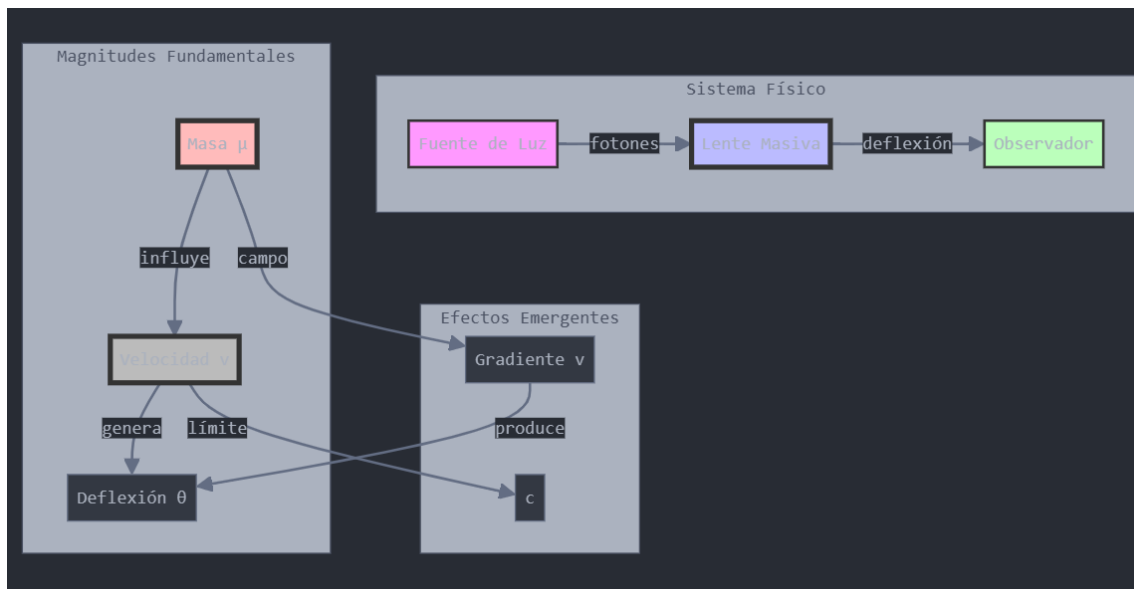 Magnitudes Fundamentales
Masa μ
influye
campo
Velocidad v
genera
límite
Deflexión θ
Sistema Físico
Fuente de Luz
fotones
Lente Masiva
deflexión
Observador
Efectos Emergentes
Gradiente v
produce
c